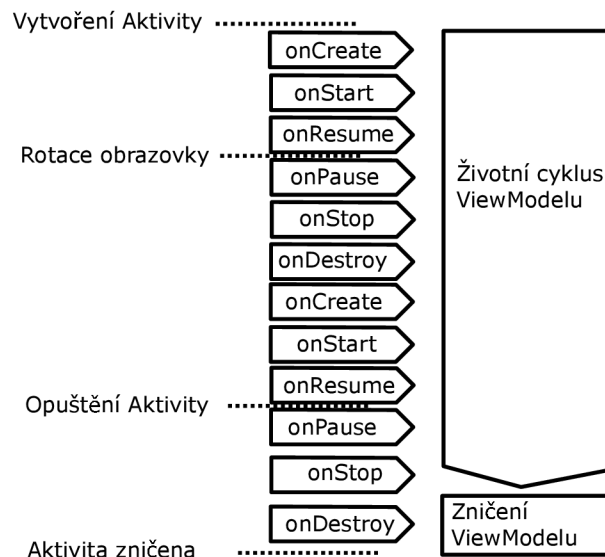 Vytvoření Aktivity
onCreate
onStart
onResume
Rotace obrazovky
onPause
Životní cyklus
ViewModelu
onStop
onDestroy
onCreate
onStart
onResume
Opuštění Aktivity
onPause
onStop
onDestroy
Zničení
ViewModelu
Aktivita zničena